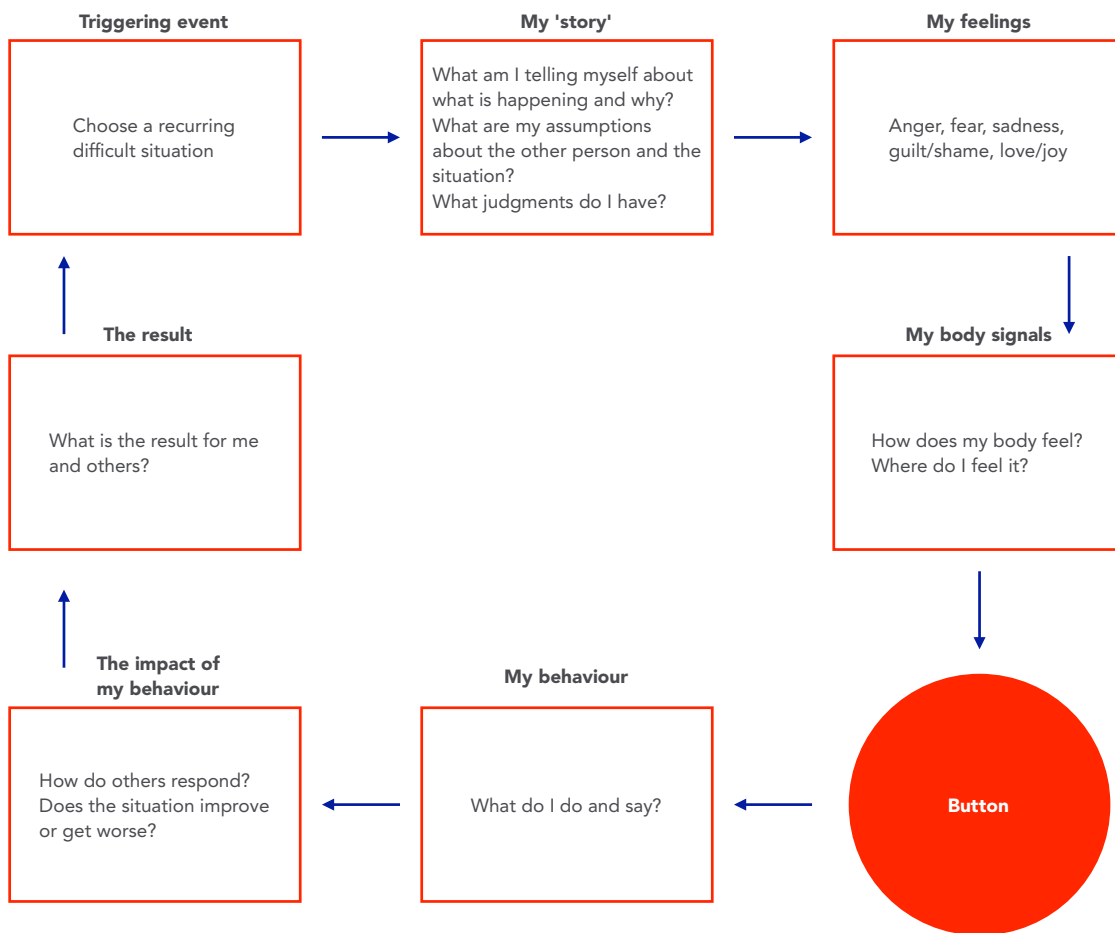 Triggering event
Choose a recurring
difficult situation
My 'story'
What am I telling myself about
what is happening and why?
What are my assumptions
about the other person and the
situation?
What judgments do I have?
My feelings
Anger, fear, sadness,
guilt/shame, love/joy
My body signals
How does my body feel?
Where do I feel it?
Button
My behaviour
What do I do and say?
The impact of
my behaviour
How do others respond?
Does the situation improve
or get worse?
The result
What is the result for me
and others?